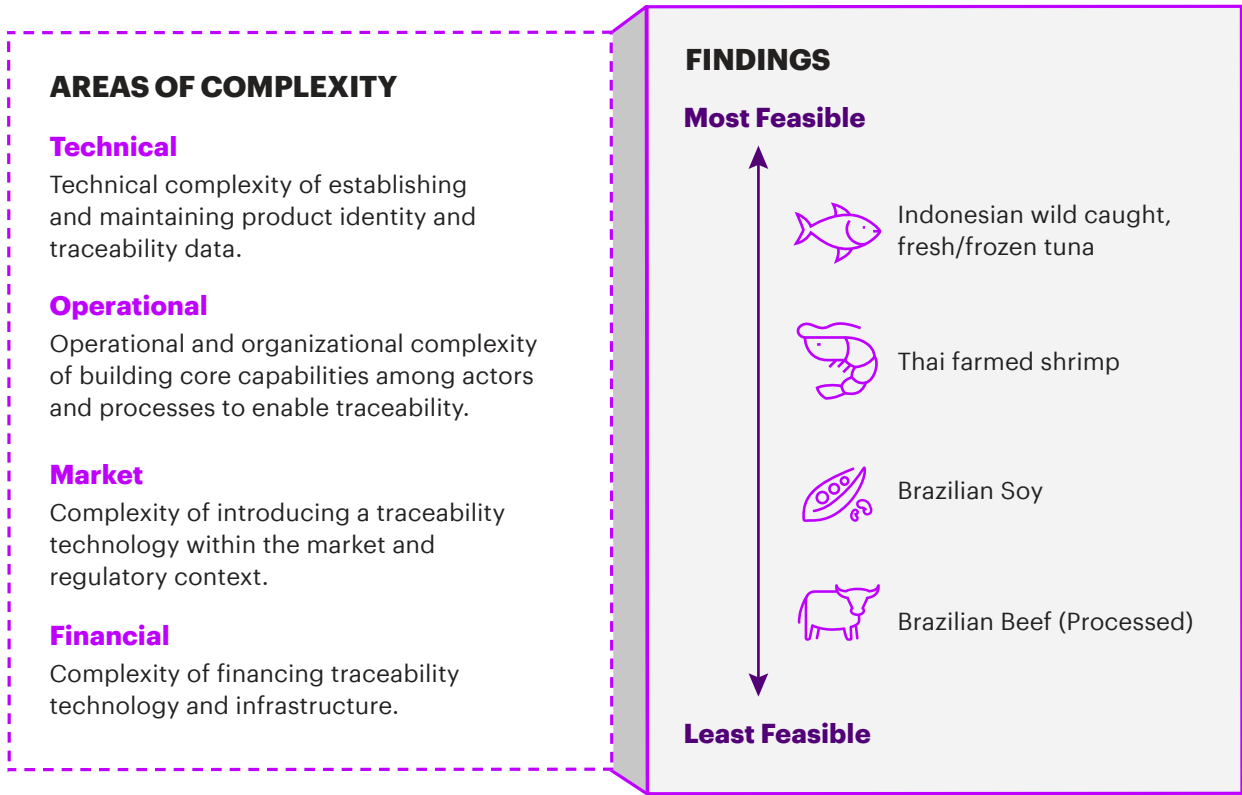 AREAS OF COMPLEXITY
Technical
Technical complexity of establishing
and maintaining product identity and
traceability data.
Operational
Operational and organizational complexity
of building core capabilities among actors
and processes to enable traceability.
Market
Complexity of introducing a traceability
technology within the market and
regulatory context.
Financial
Complexity of financing traceability
technology and infrastructure.
FINDINGS
Most Feasible
Indonesian wild caught,
fresh/frozen tuna
Thai farmed shrimp
Brazilian Soy
Brazilian Beef (Processed)
Least Feasible